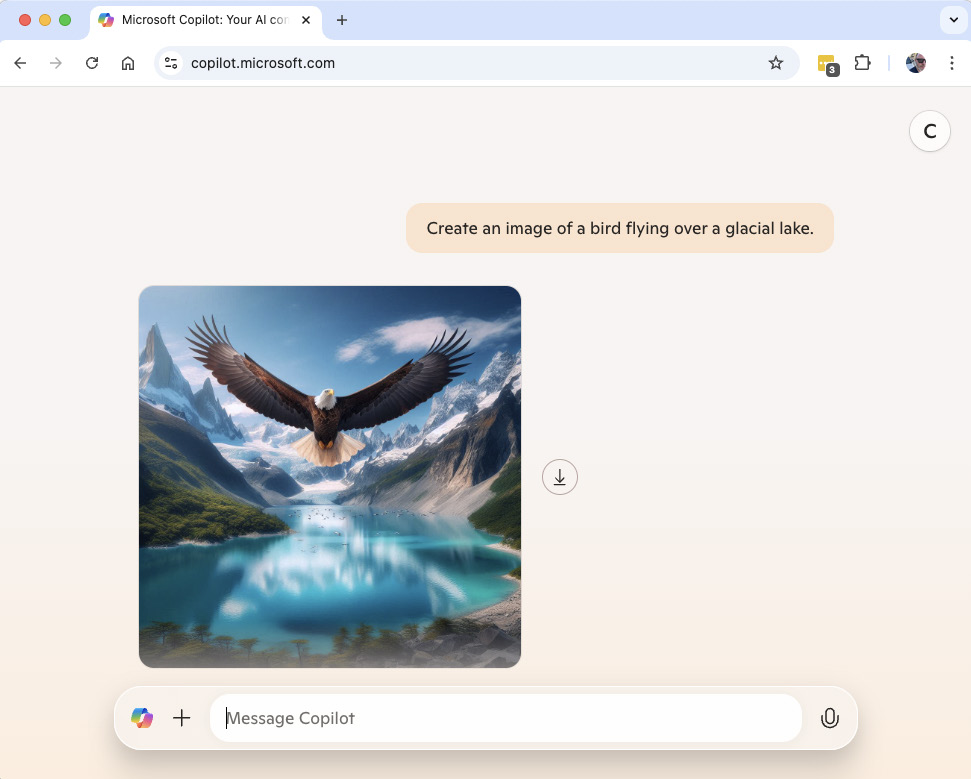 Microsoft Copilot: Your AI co
copilot.microsoft.com
3
C
Create an image of a bird flying over a glacial lake.
Message Copilot